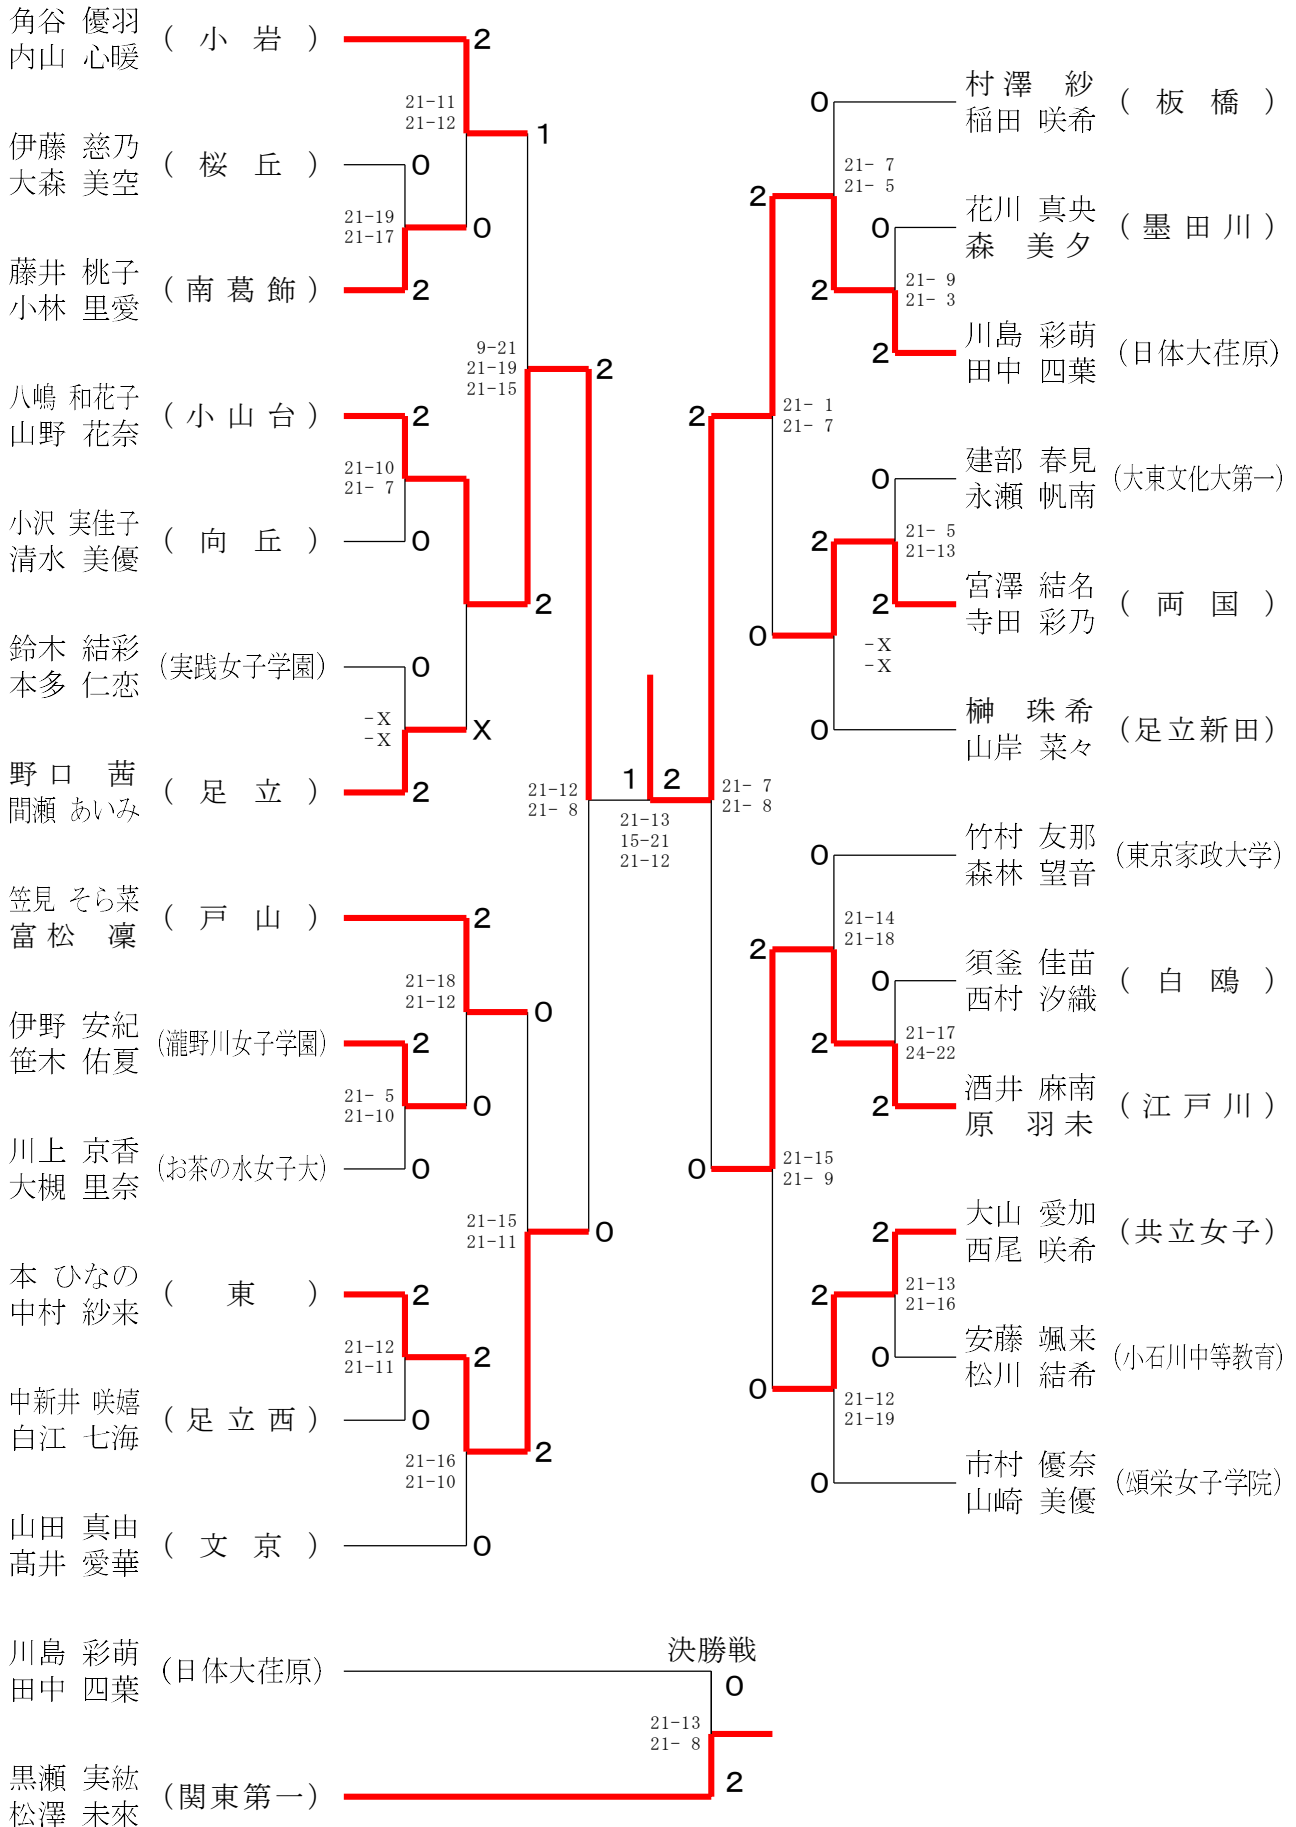 角谷 優羽
内山 心暖
( 小 岩 )
2
21-11
21-12
1
伊藤 慈乃
大森 美空
( 桜 丘 )
0
21-19
21-17
0
藤井 桃子
小林 里愛
( 南 葛 飾 )
2
9-21
21-19
21-15
2
八嶋 和花子
山野 花奈
( 小 山 台 )
2
21-10
21- 7
小沢 実佳子
清水 美優
( 向 丘 )
0
2
鈴木 結彩
本多 仁恋
(実践女子学園)
0
-X
-X
X
野口 茜
間瀬 あいみ
( 足 立 )
2
21-12
21- 8
笠見 そら菜
富松 凜
( 戸 山 )
2
21-18
21-12
0
伊野 安紀
笹木 佑夏
(瀧野川女子学園)
2
21- 5
21-10
0
川上 京香
大槻 里奈
(お茶の水女子大)
0
21-15
21-11
0
本 ひなの
中村 紗来
( 東 )
2
21-12
21-11
2
中新井 咲嬉
白江 七海
( 足 立 西 )
0
21-16
21-10
2
山田 真由
髙井 愛華
( 文 京 )
0
1 2
21-13
15-21
21-12
村澤 紗
稲田 咲希
( 板 橋 )
0
21- 7
21- 5
2
花川 真央
森 美夕
( 墨 田 川 )
0
21- 9
21- 3
2
川島 彩萌
田中 四葉
(日体大荏原)
2
21- 1
21- 7
2
建部 春見
永瀬 帆南
(大東文化大第一)
0
21- 5
21-13
2
宮澤 結名
寺田 彩乃
( 両 国 )
2
-X
-X
0
榊 珠希
山岸 菜々
(足立新田)
0
21- 7
21- 8
竹村 友那
森林 望音
(東京家政大学)
0
21-14
21-18
2
須釜 佳苗
西村 汐織
( 白 鴎 )
0
21-17
24-22
2
酒井 麻南
原 羽未
( 江 戸 川 )
2
21-15
21- 9
0
大山 愛加
西尾 咲希
(共立女子)
2
21-13
21-16
2
安藤 颯来
松川 結希
(小石川中等教育)
0
21-12
21-19
0
市村 優奈
山崎 美優
(頌栄女子学院)
0
決勝戦
川島 彩萌
田中 四葉
(日体大荏原)
0
21-13
21- 8
黒瀬 実紘
松澤 未來
(関東第一)
2